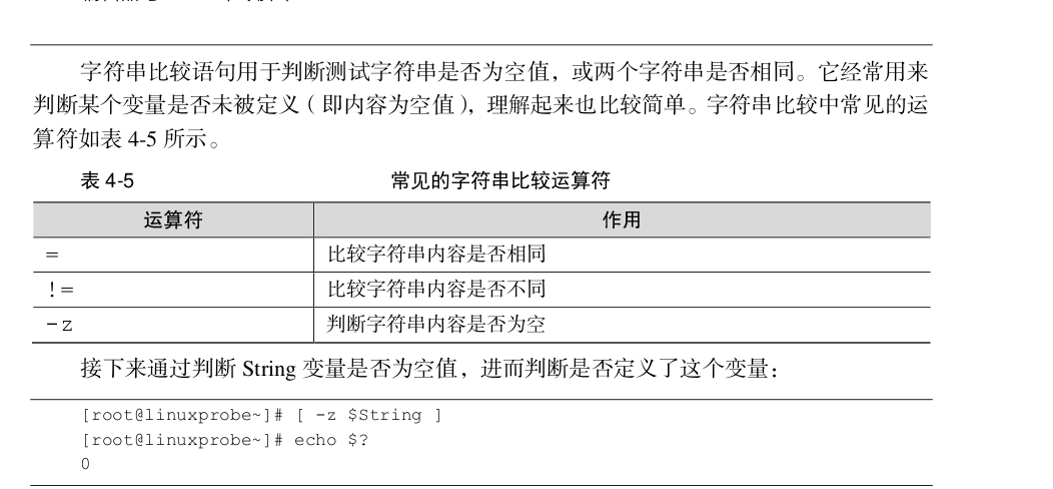 字符串比较语句用于判断测试字符串是否为空值，或两个字符串是否相同。它经常用来
判断某个变量是否未被定义（即内容为空值），理解起来也比较简单。字符串比较中常见的运
算符如表 4-5 所示。
表 4-5 常见的字符串比较运算符
运算符 作用
= 比较字符串内容是否相同
!= 比较字符串内容是否不同
-z 判断字符串内容是否为空
接下来通过判断 String 变量是否为空值，进而判断是否定义了这个变量：
[root@linuxprobe~]# [ -z $String ]
[root@linuxprobe~]# echo $?
0